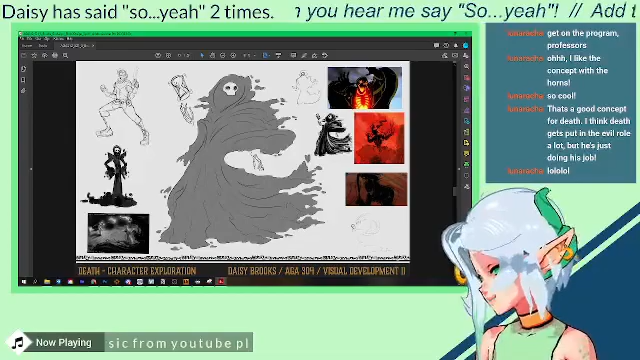 Daisy has said "so...yeah" 2 times.
n you hear me say "So...yeah"! // Add t
get on the program,
professors
ohhh, I like the
concept with the
horns!
so cool!
Thats a good concept
for death. I think death
gets put in the evil role
a lot, but he's just
doing his job!
lololol
DEATH - CHARACTER EXPLORATION
DAISY BROOKS / AGA 304 / VISUAL DEVELOPMENT II
Now Playing
sic from youtube pl